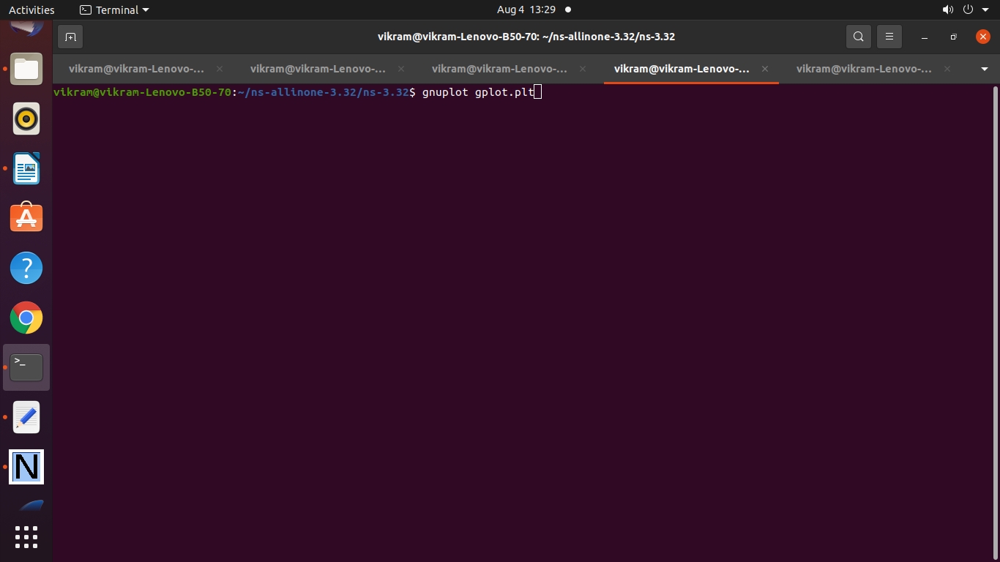 Activities Terminal Aug 4 13:29
vikram@vikram-Lenovo-B50-70: ~/ns-allinone-3.32/ns-3.32
vikram@vikram-Lenovo-... vikram@vikram-Lenovo-... vikram@vikram-Lenovo-... vikram@vikram-Lenovo-... vikram@vikram-Lenovo-...
vikram@vikram-Lenovo-B50-70:~/ns-allinone-3.32/ns-3.32$ gnuplot gplot.plt
?
>_
N